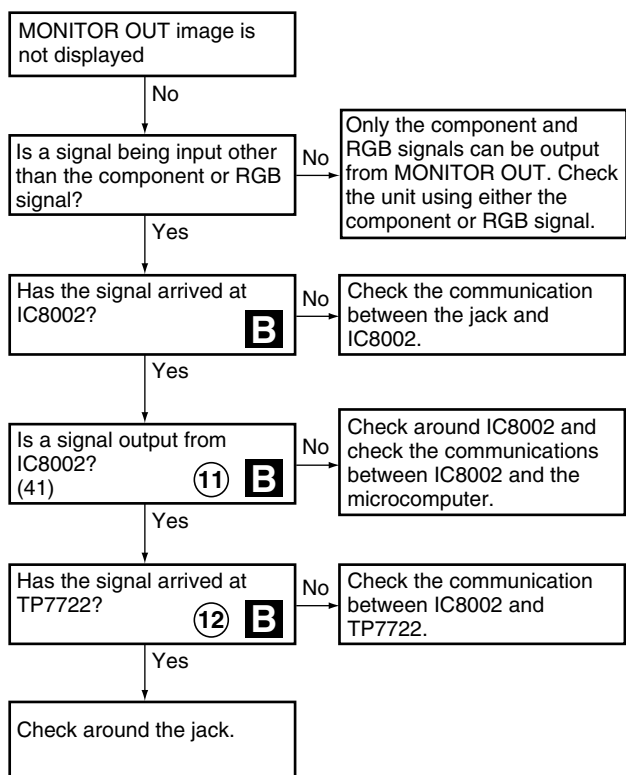 MONITOR OUT image is
not displayed
No
Is a signal being input other
than the component or RGB
signal?
No
Only the component and
RGB signals can be output
from MONITOR OUT. Check
the unit using either the
component or RGB signal.
Yes
Has the signal arrived at
IC8002?
B
No
Check the communication
between the jack and
IC8002.
Yes
Is a signal output from
IC8002?
(41)
11 B
No
Check around IC8002 and
check the communications
between IC8002 and the
microcomputer.
Yes
Has the signal arrived at
TP7722?
12 B
No
Check the communication
between IC8002 and
TP7722.
Yes
Check around the jack.